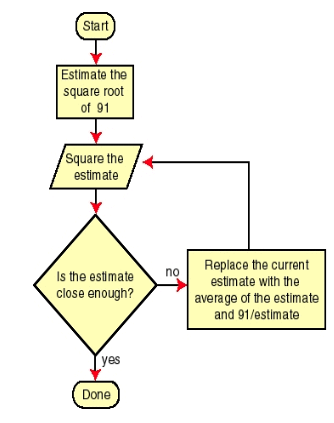 Start
Estimate the
square root
of 91
Square the
estimate
Is the estimate
close enough?
no
Replace the current
estimate with the
average of the estimate
and 91/estimate
yes
Done